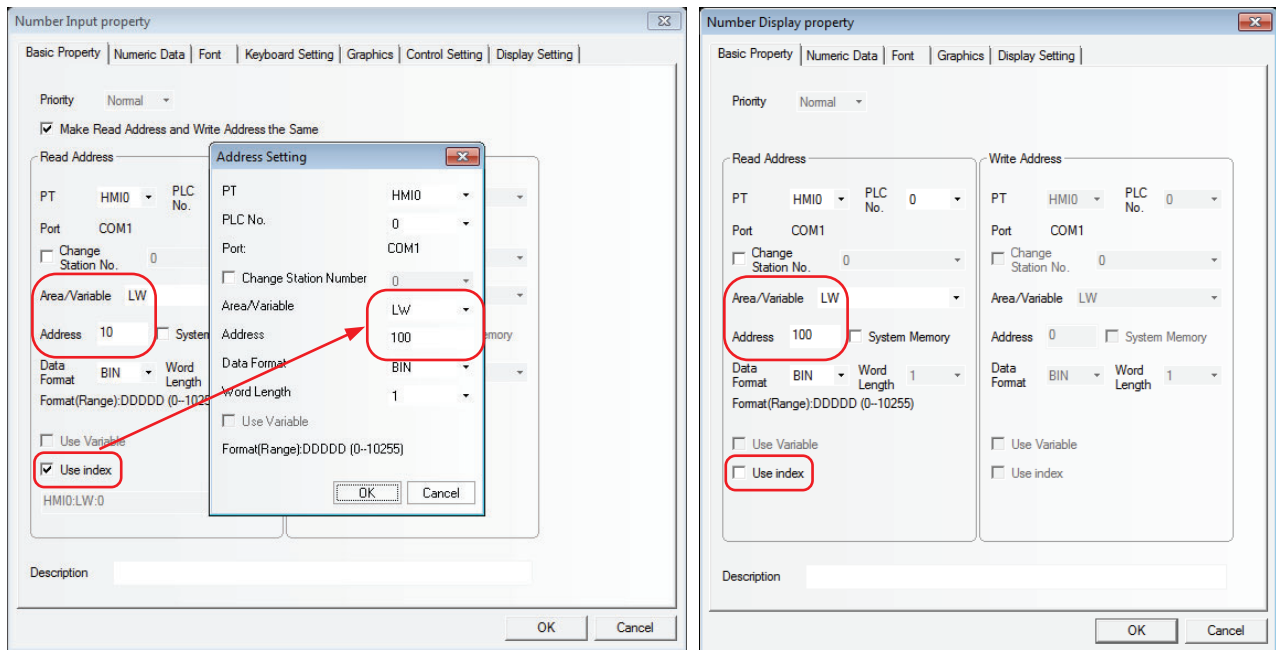 Number Input property
Basic Property Numeric Data Font Keyboard Setting Graphics Control Setting Display Setting
Priority Normal
Make Read Address and Write Address the Same
Read Address
PT HMI0 PLC No.
Port COM1
Change Station No. 0
Area/Variable LW
Address 10 System
Data Format BIN Word Length
Format(Range):DDDDD (0--1025
Use Variable
Use index
HMI0:LW:0
Description
OK Cancel
Address Setting
PT HMI0
PLC No. 0
Port: COM1
Change Station Number 0
Area/Variable LW
Address 100
Data Format BIN
Word Length 1
Use Variable
Format(Range):DDDDD (0--10255)
OK Cancel
mory
Number Display property
Basic Property Numeric Data Font Graphics Display Setting
Priority Normal
Read Address
PT HMI0 PLC No. 0
Port COM1
Change Station No. 0
Area/Variable LW
Address 100 System Memory
Data Format BIN Word Length 1
Format(Range):DDDDD (0--10255)
Use Variable
Use index
Write Address
PT HMI0 PLC No. 0
Port COM1
Change Station No. 0
Area/Variable LW
Address 0 System Memory
Data Format BIN Word Length 1
Use Variable
Use index
Description
OK Cancel